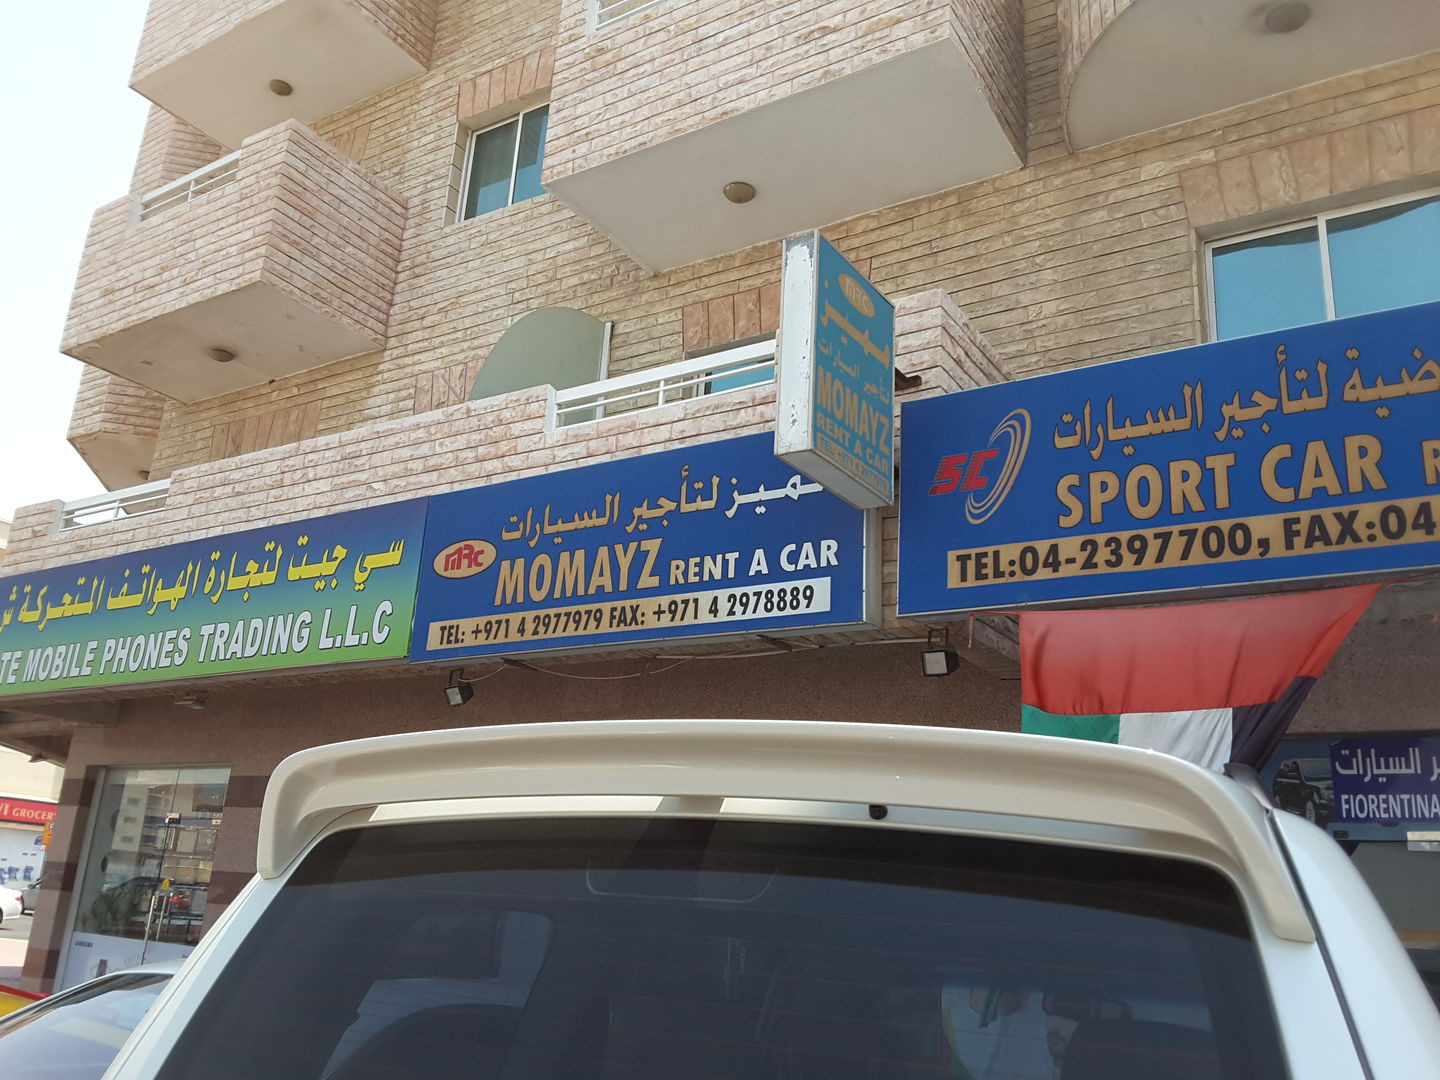 سي جيت لتجارة الهواتف المتحركة
MOBILE PHONES TRADING L.L.C
MRC
لتأجير السيارات
MOMAYZ RENT A CAR
TEL: +971 4 2977979 FAX: +971 4 2978889
MRC
مميز
لتأجير السيارات
MOMAYZ
RENT A CAR
لتأجير السيارات
SC
SPORT CAR
TEL:04-2397700, FAX:04
السيارات
FIORENTINA
SAMSUNG